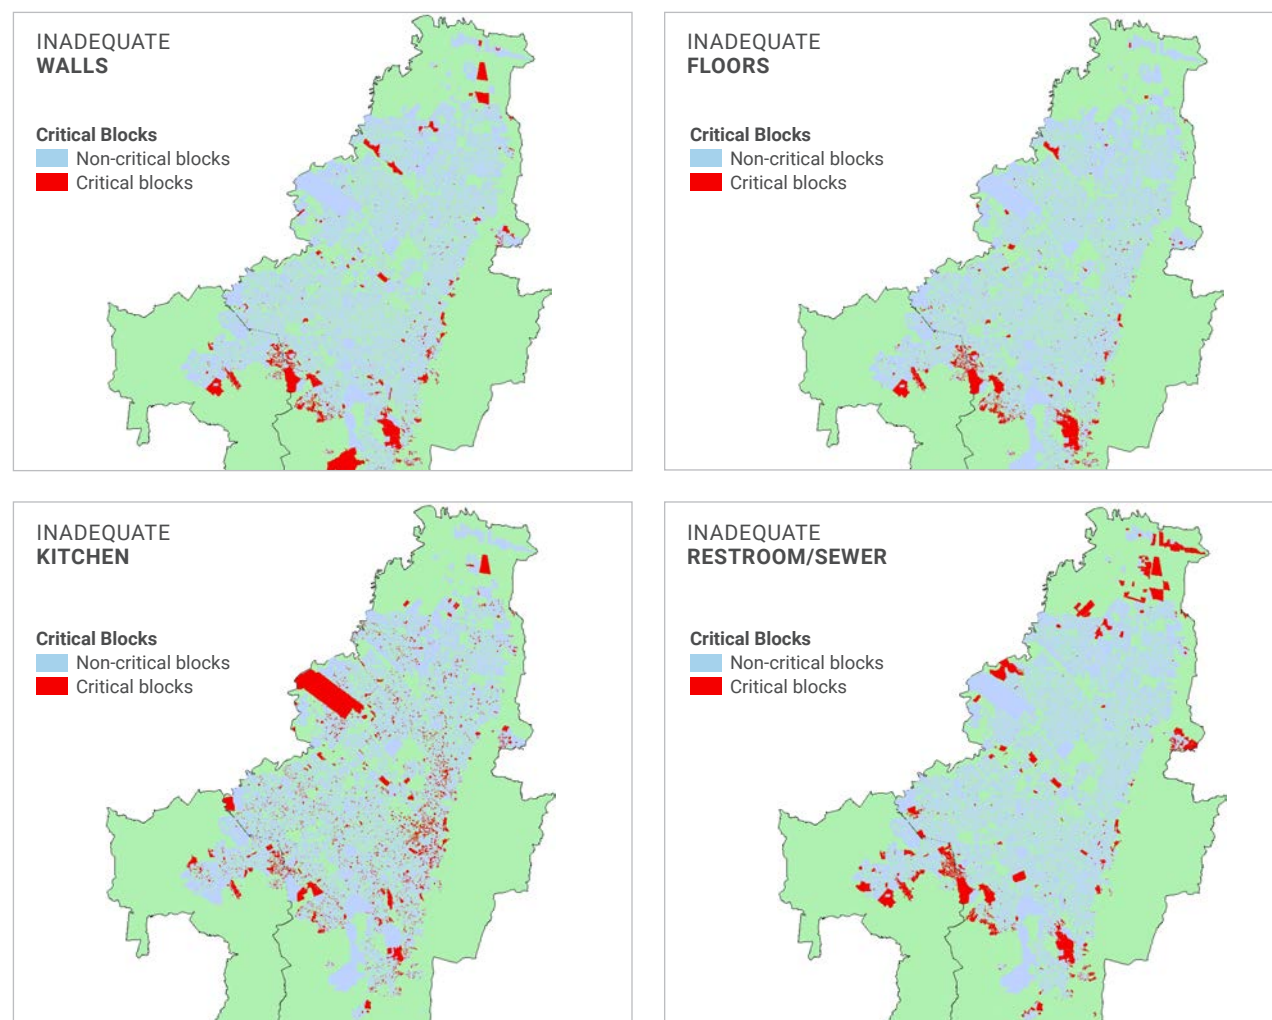 INADEQUATE
WALLS
Critical Blocks
Non-critical blocks
Critical blocks
INADEQUATE
FLOORS
Critical Blocks
Non-critical blocks
Critical blocks
INADEQUATE
KITCHEN
Critical Blocks
Non-critical blocks
Critical blocks
INADEQUATE
RESTROOM/SEWER
Critical Blocks
Non-critical blocks
Critical blocks